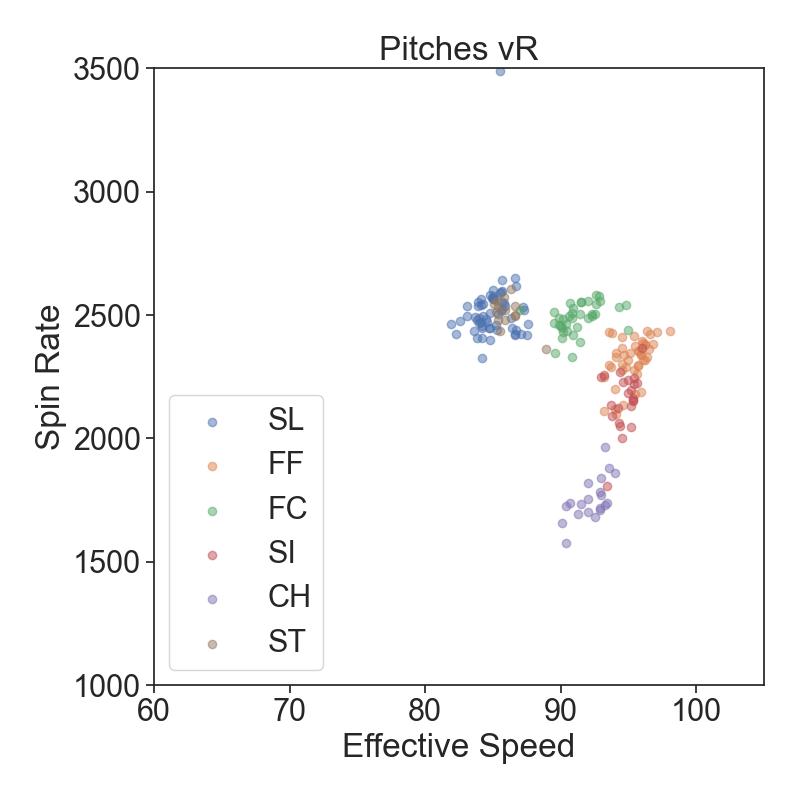 Pitches vR
3500
3000
2500
2000
1500
1000
Spin Rate
SL
FF
FC
SI
CH
ST
60 70 80 90 100
Effective Speed